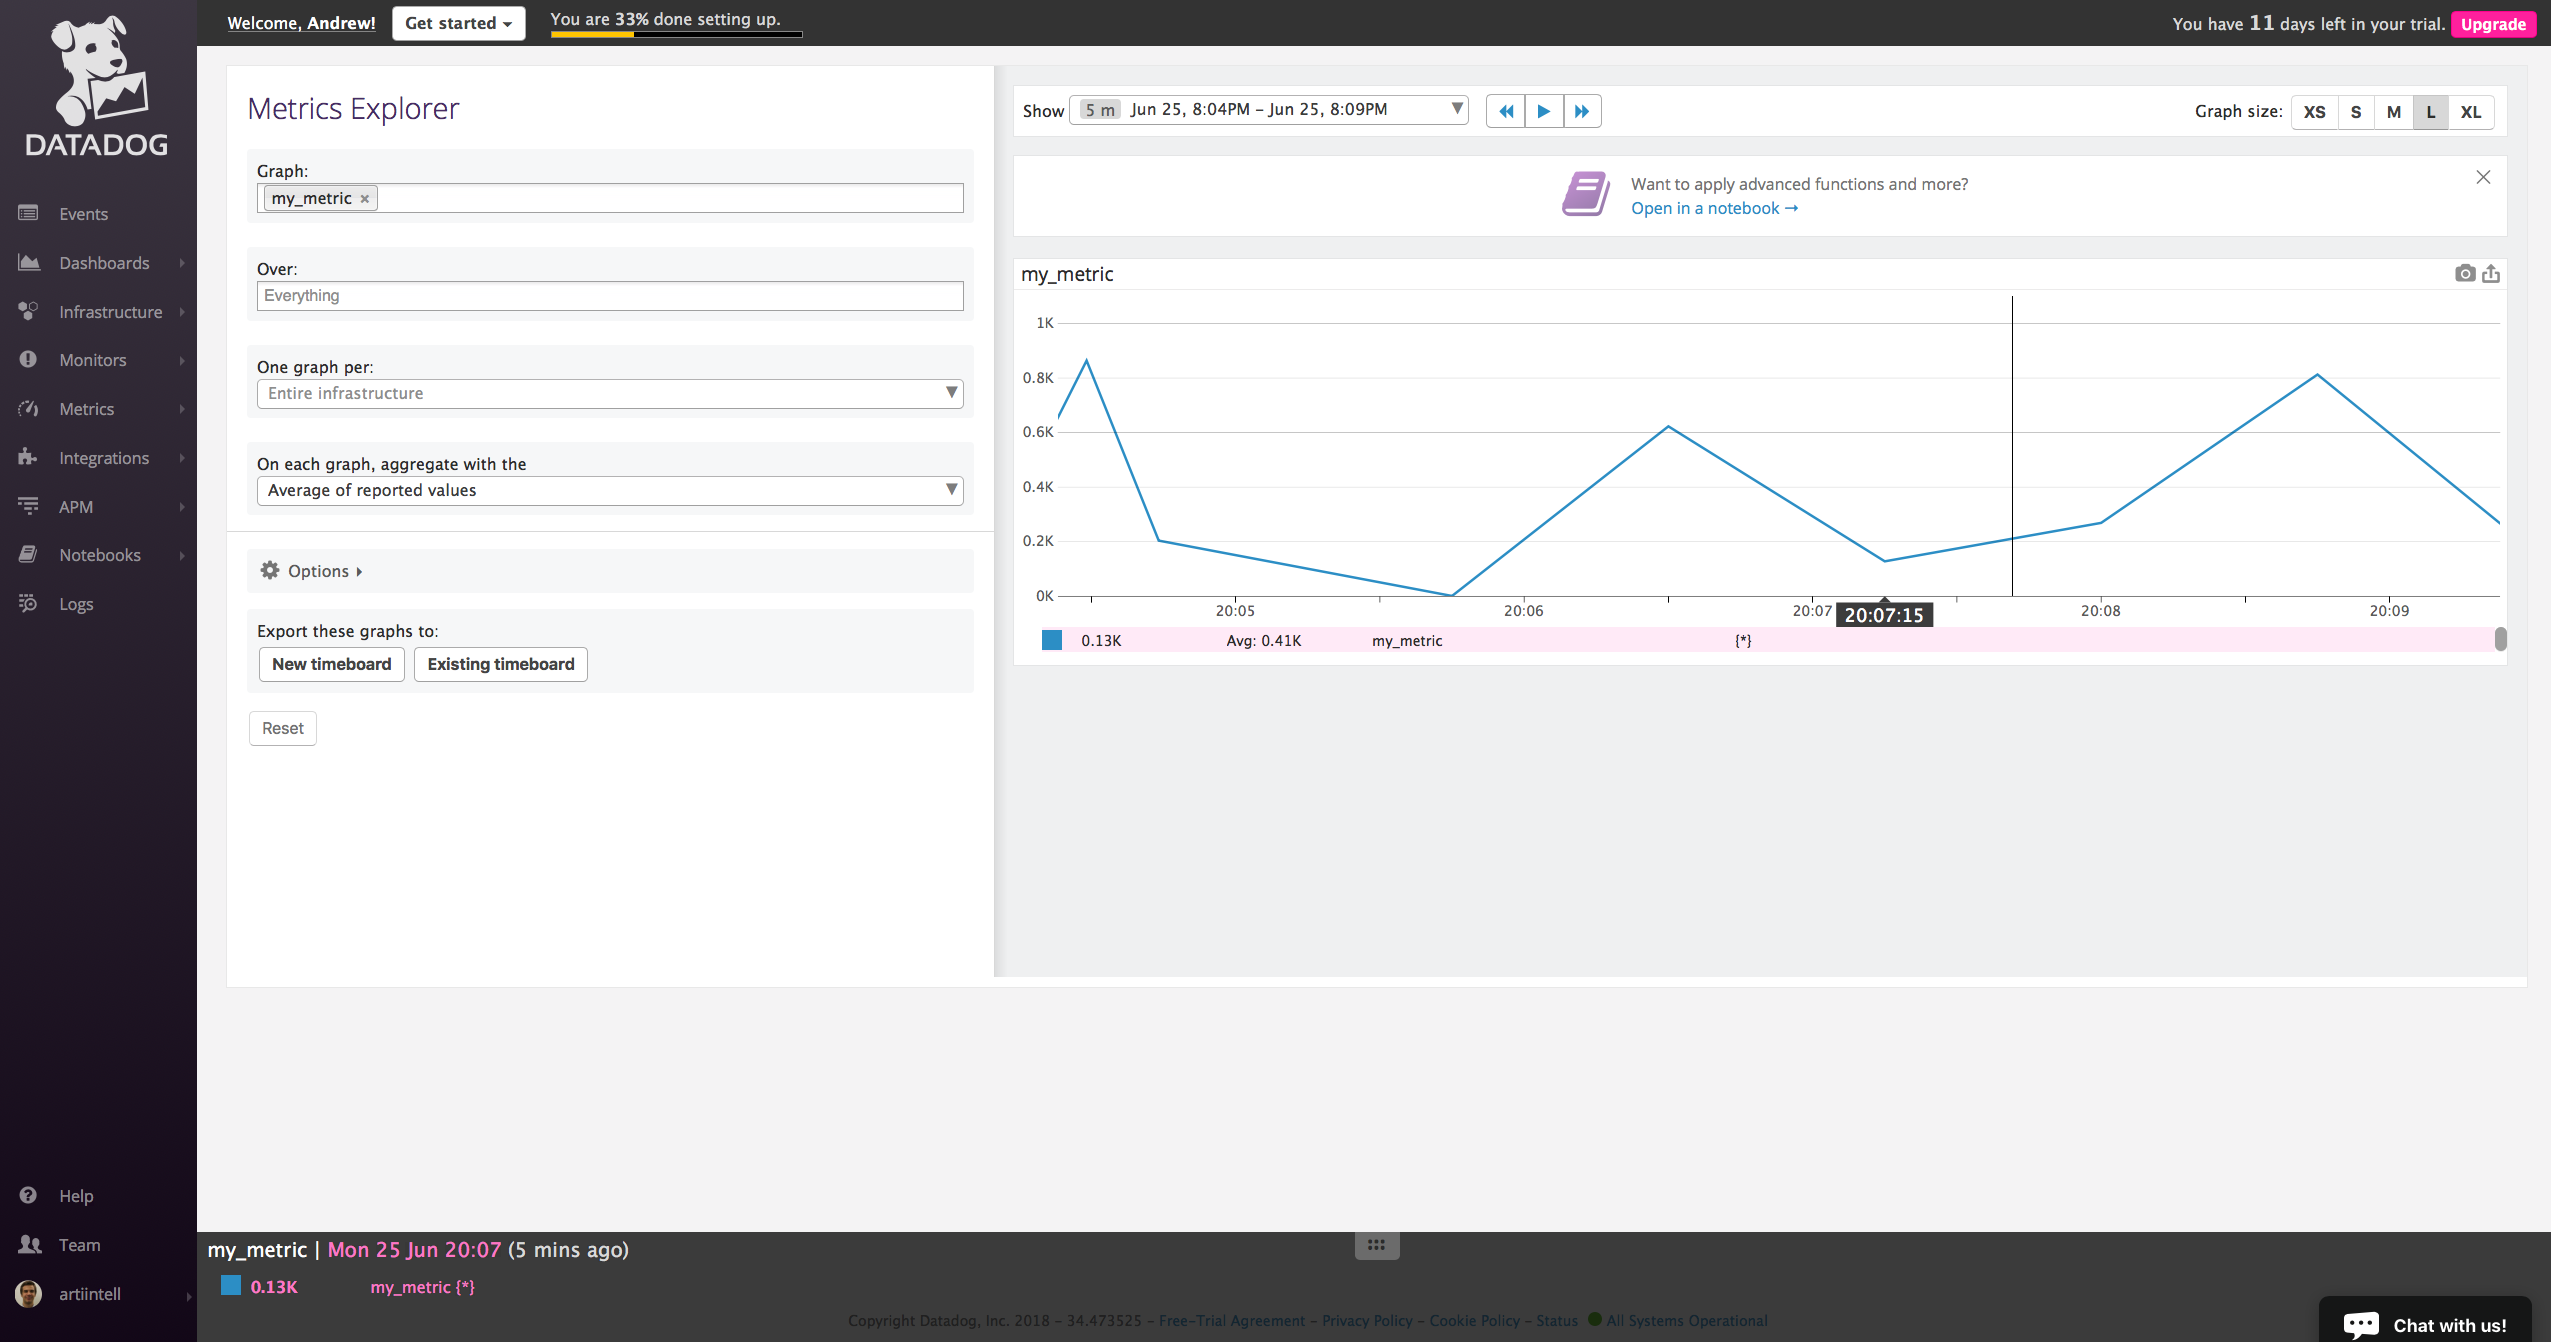 Welcome, Andrew!
Get started
You are 33% done setting up.
You have 11 days left in your trial.
Upgrade
DATADOG
Events
Dashboards
Infrastructure
Monitors
Metrics
Integrations
APM
Notebooks
Logs
Help
Team
artiintell
Metrics Explorer
Graph:
my_metric ×
Over:
Everything
One graph per:
Entire infrastructure
On each graph, aggregate with the
Average of reported values
Options
Export these graphs to:
New timeboard
Existing timeboard
Reset
Show 5 m Jun 25, 8:04PM – Jun 25, 8:09PM
Graph size: XS S M L XL
Want to apply advanced functions and more?
Open in a notebook →
my_metric
1K
0.8K
0.6K
0.4K
0.2K
0K
20:05 20:06 20:07 20:07:15 20:08 20:09
0.13K Avg: 0.41K my_metric {*}
my_metric | Mon 25 Jun 20:07 (5 mins ago)
0.13K my_metric {*}
Copyright Datadog, Inc. 2018 - 34.473525 - Free-Trial Agreement - Privacy Policy - Cookie Policy - Status All Systems Operational
Chat with us!